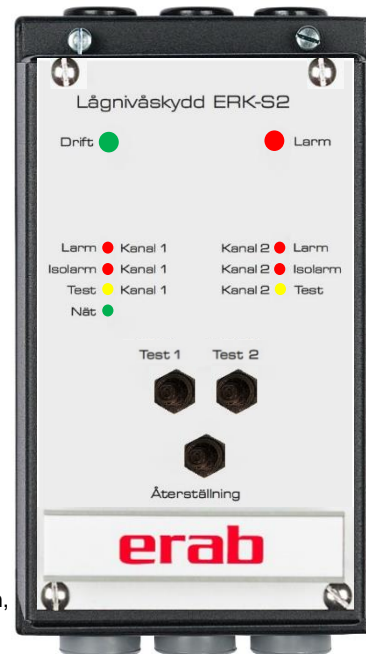 Lågnivåskydd ERK-S2
Drift Larm
Larm Kanal 1 Kanal 2 Larm
Isolarm Kanal 1 Kanal 2 Isolarm
Test Kanal 1 Kanal 2 Test
Nät
Test 1 Test 2
Återställning
erab